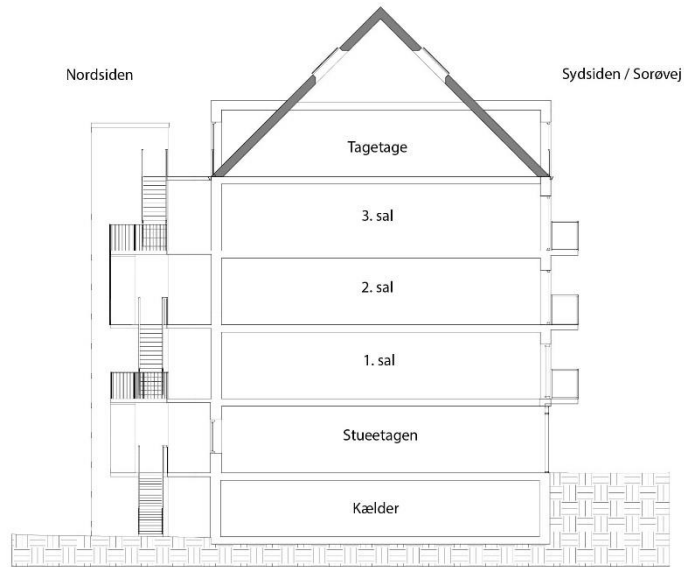 Nordsiden
Sydsiden / Sorøvej
Tagetage
3. sal
2. sal
1. sal
Stueetagen
Kælder